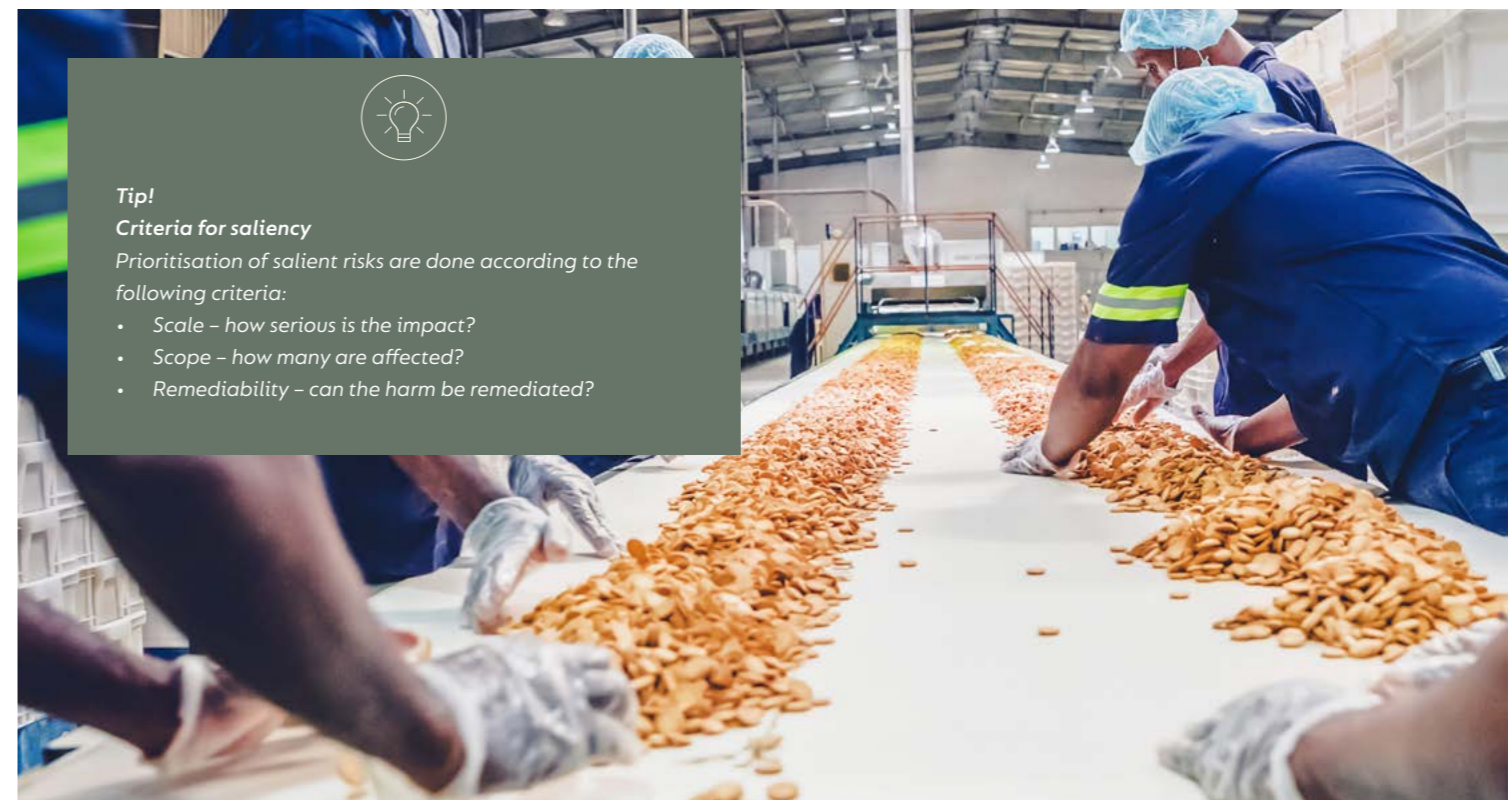 Tip!
Criteria for saliency
Prioritisation of salient risks are done according to the
following criteria:
• Scale – how serious is the impact?
• Scope – how many are affected?
• Remediability – can the harm be remediated?